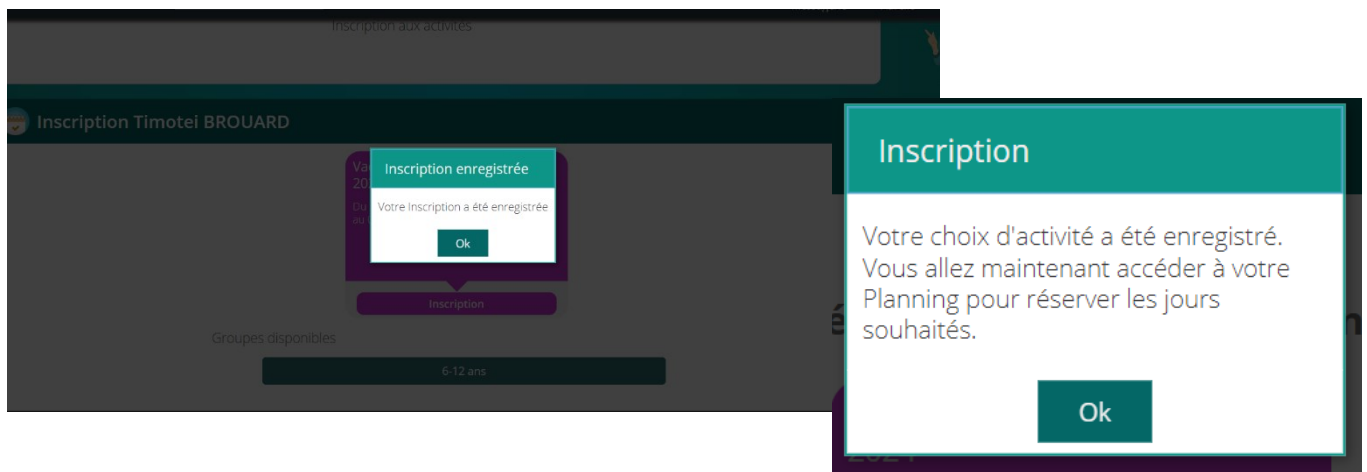 Inscription aux activités
Inscription Timotei BROUARD
Inscription enregistrée
Votre Inscription a été enregistrée
Ok
Inscription
Groupes disponibles
6-12 ans
Inscription
Votre choix d'activité a été enregistré.
Vous allez maintenant accéder à votre
Planning pour réserver les jours
souhaités.
Ok